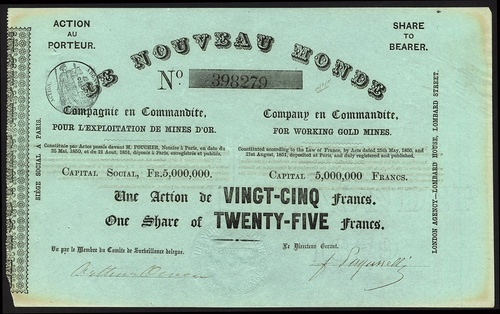 ACTION
AU
PORTEUR.
SHARE
TO
BEARER.
LE NOUVEAU MONDE
No. 398279
Compagnie en Commandite,
POUR L'EXPLOITATION DE MINES D'OR.
Constituée par Actes passés devant M. FOUCHER, Notaire à Paris, en date du
25 Mai, 1850, et du 21 Août, 1851, déposés à Paris, enregistrés et publiés.
CAPITAL SOCIAL, FR. 5,000,000.
Company en Commandite,
FOR WORKING GOLD MINES.
Constituted according to the Law of France, by Acts dated 25th May, 1850, and
21st August, 1851, deposited at Paris, and duly registered and published.
CAPITAL 5,000,000 FRANCS.
Une Action de VINGT-CINQ Francs.
One Share of TWENTY-FIVE Francs.
Vu par le Membre du Comite de Surveillance delegue.
Le Directeur Gerant.
SIÉGE SOCIAL À PARIS.
LONDON AGENCY—LOMBARD HOUSE, LOMBARD STREET.